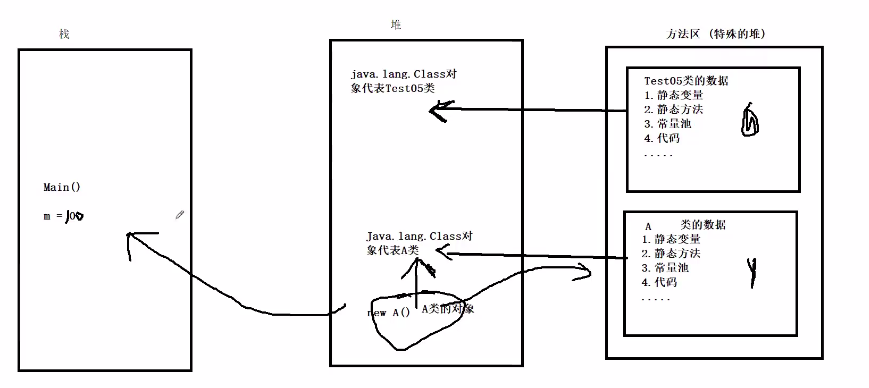 栈
Main()
m = 100
堆
java.lang.Class对
象代表Test05类
Java.lang.Class对
象代表A类
new A() A类的对象
方法区 (特殊的堆)
Test05类的数据
1.静态变量
2.静态方法
3.常量池
4.代码
.....
A 类的数据
1.静态变量
2.静态方法
3.常量池
4.代码
.....